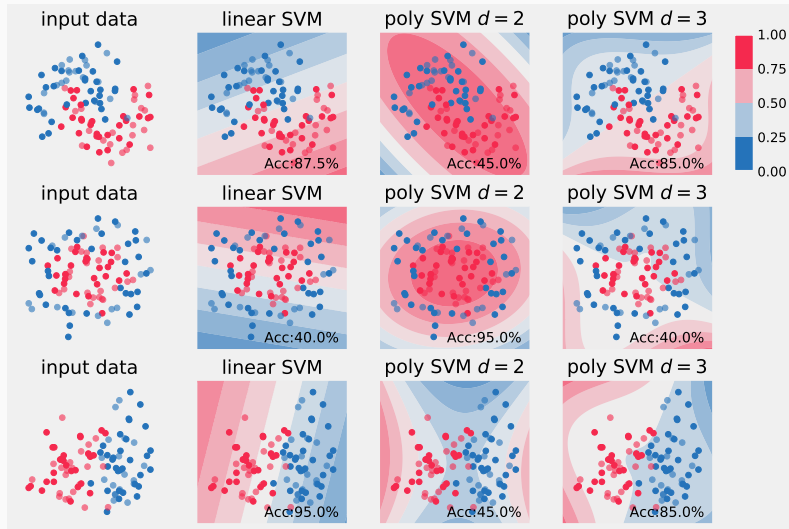 input data
linear SVM
poly SVM d = 2
poly SVM d = 3
Acc:87.5%
Acc:45.0%
Acc:85.0%
1.00
0.75
0.50
0.25
0.00
input data
linear SVM
poly SVM d = 2
poly SVM d = 3
Acc:40.0%
Acc:95.0%
Acc:40.0%
input data
linear SVM
poly SVM d = 2
poly SVM d = 3
Acc:95.0%
Acc:45.0%
Acc:85.0%